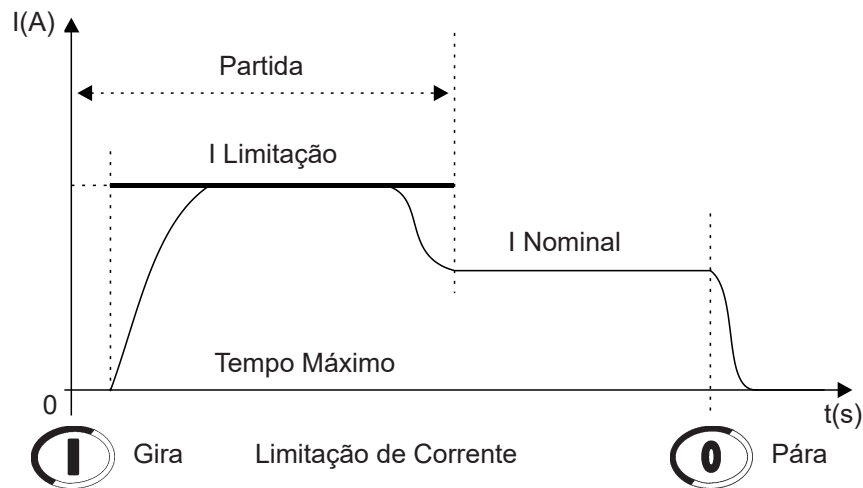 I(A)
Partida
I Limitação
I Nominal
Tempo Máximo
0
t(s)
I Gira
Limitação de Corrente
0 Pára